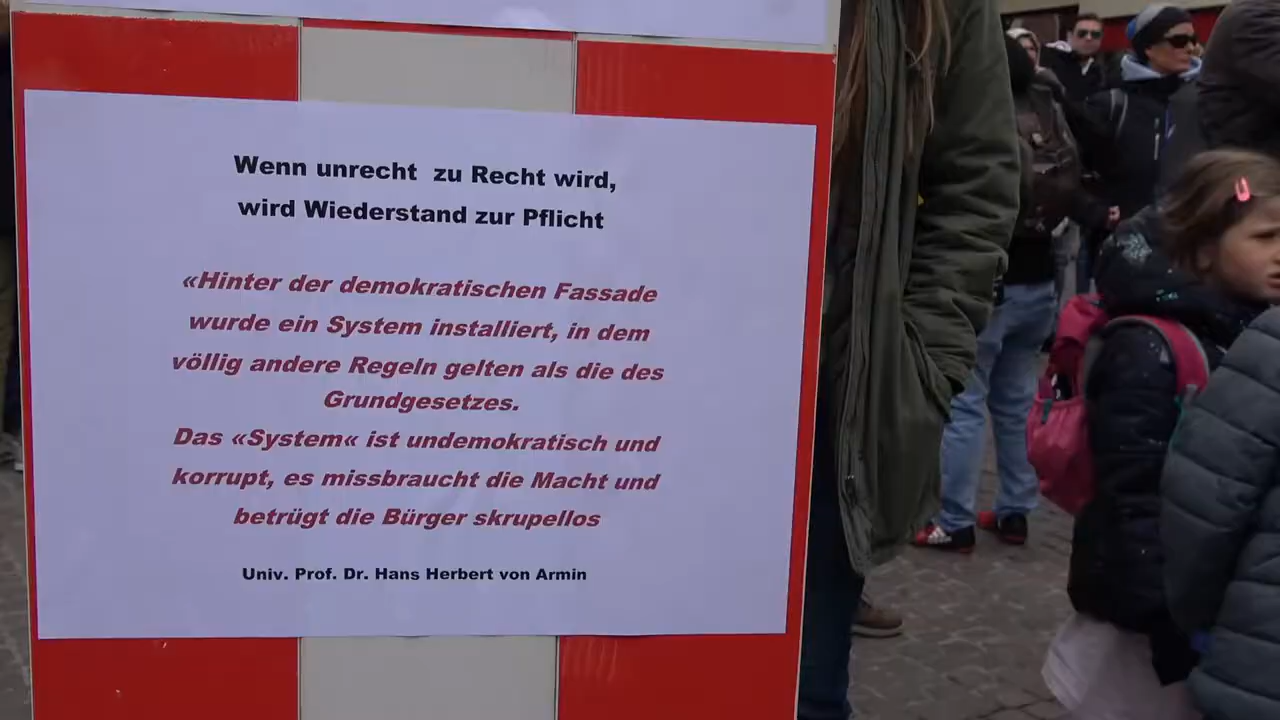 Wenn unrecht zu Recht wird,
wird Wiederstand zur Pflicht
«Hinter der demokratischen Fassade
wurde ein System installiert, in dem
völlig andere Regeln gelten als die des
Grundgesetzes.
Das «System« ist undemokratisch und
korrupt, es missbraucht die Macht und
betrügt die Bürger skrupellos
Univ. Prof. Dr. Hans Herbert von Armin